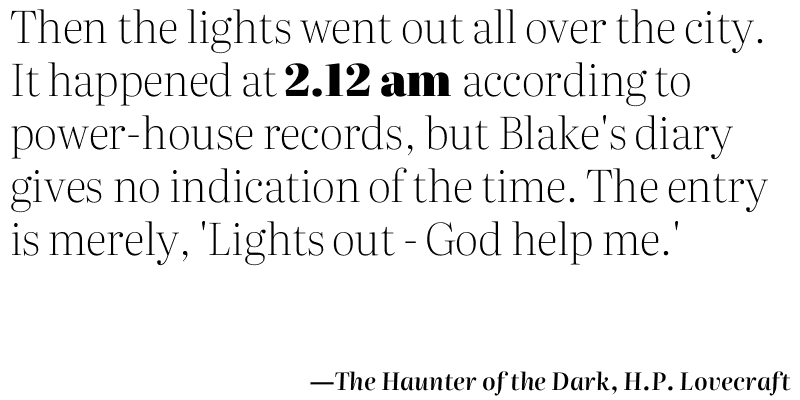 Then the lights went out all over the city.
It happened at 2.12 am according to
power-house records, but Blake's diary
gives no indication of the time. The entry
is merely, 'Lights out - God help me.'
—The Haunter of the Dark, H.P. Lovecraft